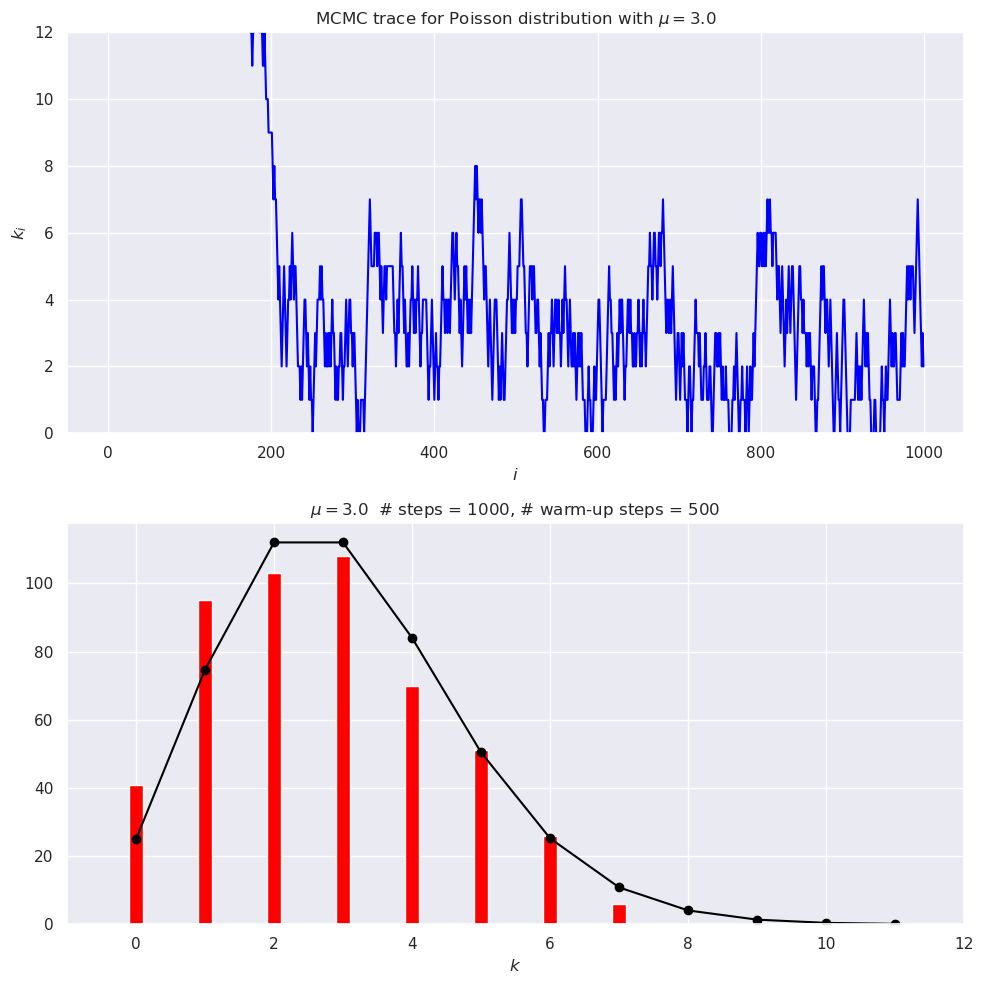 MCMC trace for Poisson distribution with μ = 3.0
12
10
8
6
4
2
0
k_i
0 200 400 600 800 1000
i
μ = 3.0 # steps = 1000, # warm-up steps = 500
100
80
60
40
20
0
0 2 4 6 8 10 12
k